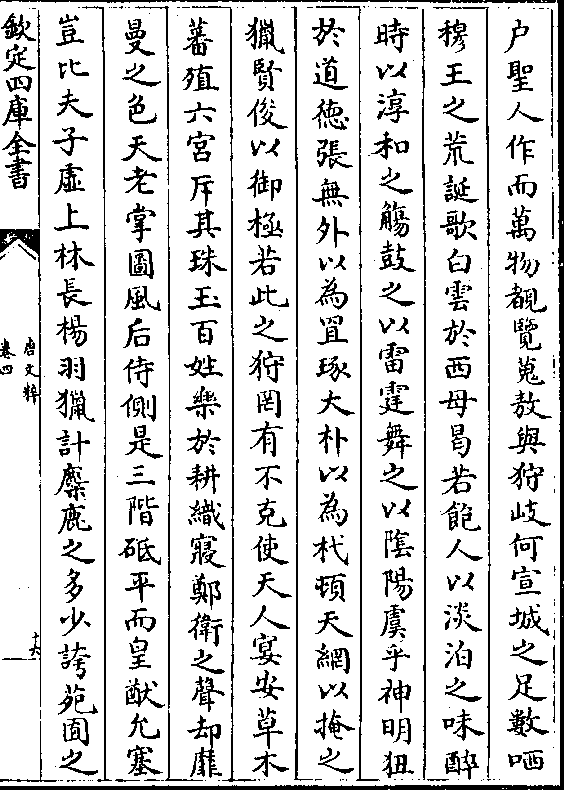 户聖人作而萬物覩覽蒐敖與狩岐何宣城之足數哂
穆王之荒誕歌白雲於西母曷若飽人以淡泊之味醉
時以淳和之觴鼓之以雷霆舞之以陰陽虞乎神明狃
於道德張無外以為罝琢大朴以為杙頓天網以掩之
獵賢俊以御極若此之狩罔有不克使天人宴安草木
蕃殖六宮斥其珠玉百姓樂於耕織寢鄭衛之聲却靡
曼之色天老掌圖風后侍側是三階砥平而皇猷允塞
豈比夫子虛上林長楊羽獵計麋鹿之多少誇苑囿之
欽定四庫全書
唐文粹
卷四
十六